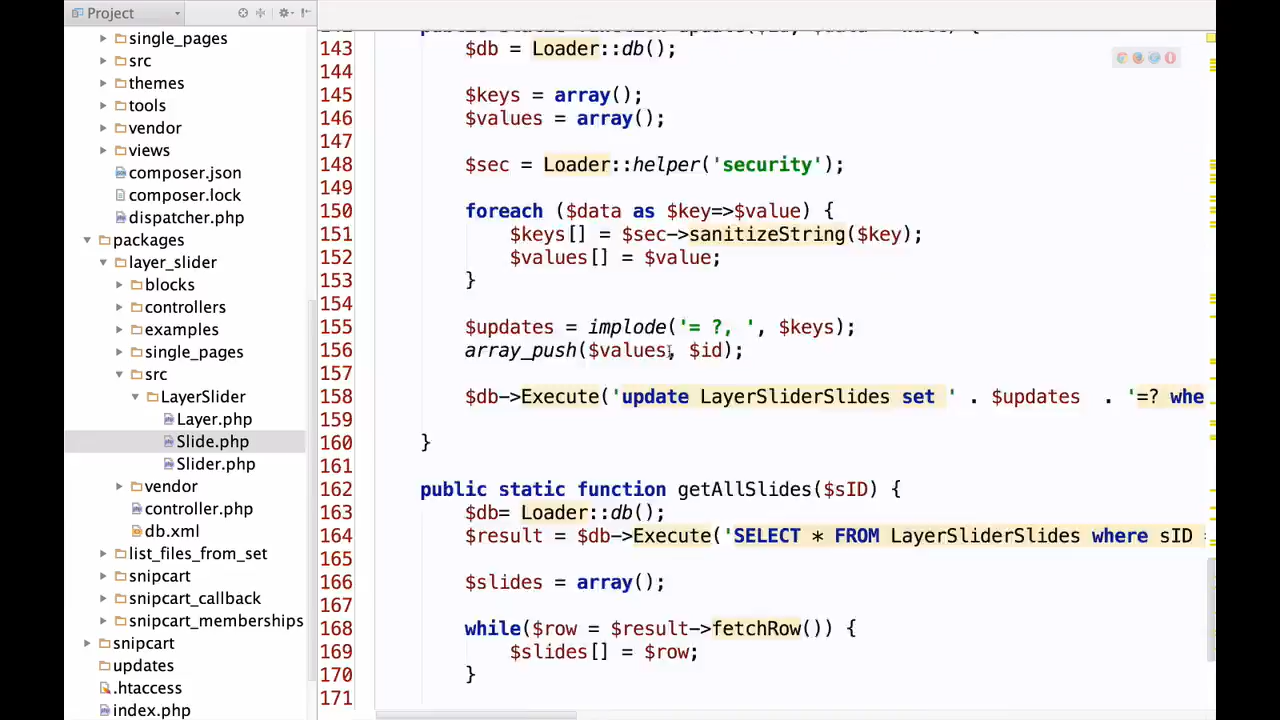 Project
single_pages
src
themes
tools
vendor
views
composer.json
composer.lock
dispatcher.php
packages
layer_slider
blocks
controllers
examples
single_pages
src
LayerSlider
Layer.php
Slide.php
Slider.php
vendor
controller.php
db.xml
list_files_from_set
snipcart
snipcart_callback
snipcart_memberships
snipcart
updates
.htaccess
index.php
143 $db = Loader::db();
144
145 $keys = array();
146 $values = array();
147
148 $sec = Loader::helper('security');
149
150 foreach ($data as $key=>$value) {
151 $keys[] = $sec->sanitizeString($key);
152 $values[] = $value;
153 }
154
155 $updates = implode('= ?, ', $keys);
156 array_push($values, $id);
157
158 $db->Execute('update LayerSliderSlides set ' . $updates . '=? whe
159
160 }
161
162 public static function getAllSlides($sID) {
163 $db= Loader::db();
164 $result = $db->Execute('SELECT * FROM LayerSliderSlides where sID
165
166 $slides = array();
167
168 while($row = $result->fetchRow()) {
169 $slides[] = $row;
170 }
171